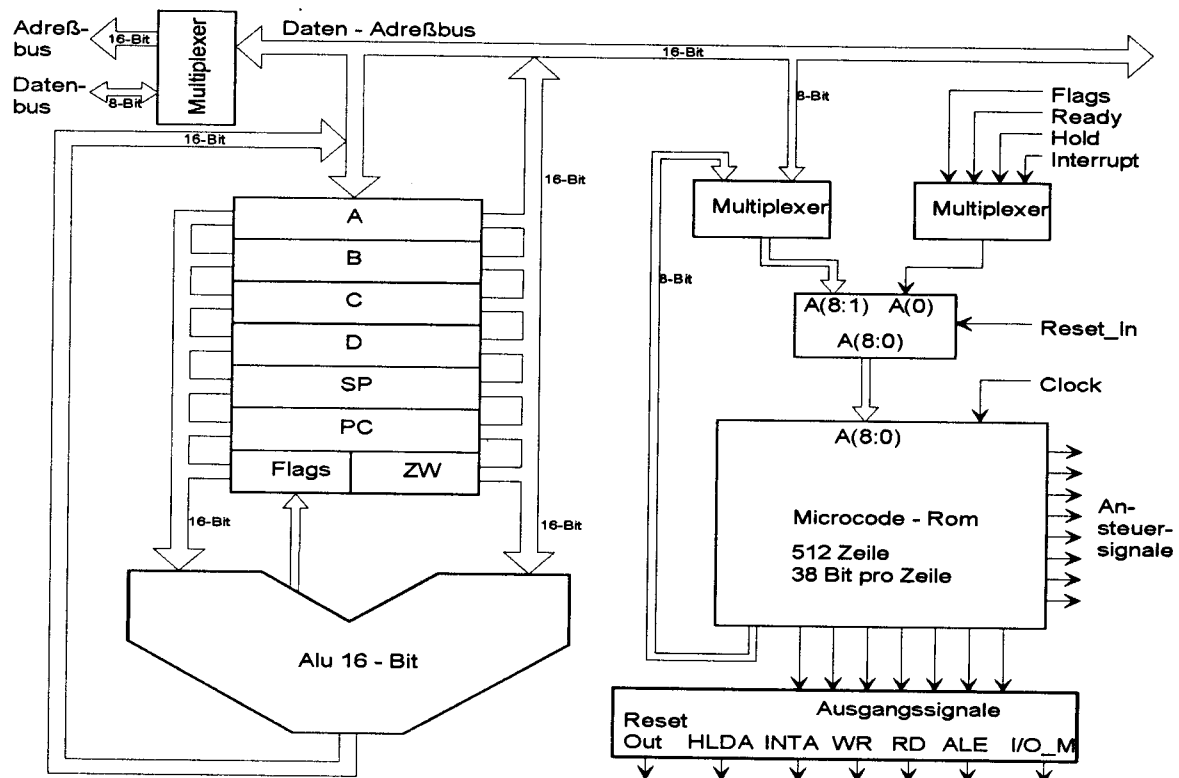 Adreß-
bus
16-Bit
Daten-
bus
8-Bit
Multiplexer
Daten - Adreßbus
16-Bit
16-Bit
16-Bit
8-Bit
Flags
Ready
Hold
Interrupt
Multiplexer
Multiplexer
8-Bit
A(8:1) A(0)
A(8:0)
Reset_In
Clock
A
B
C
D
SP
PC
Flags
ZW
16-Bit
16-Bit
Alu 16 - Bit
A(8:0)
Microcode - Rom
512 Zeile
38 Bit pro Zeile
An-
steuer-
signale
Ausgangssignale
Reset
Out HLDA INTA WR RD ALE I/O_M